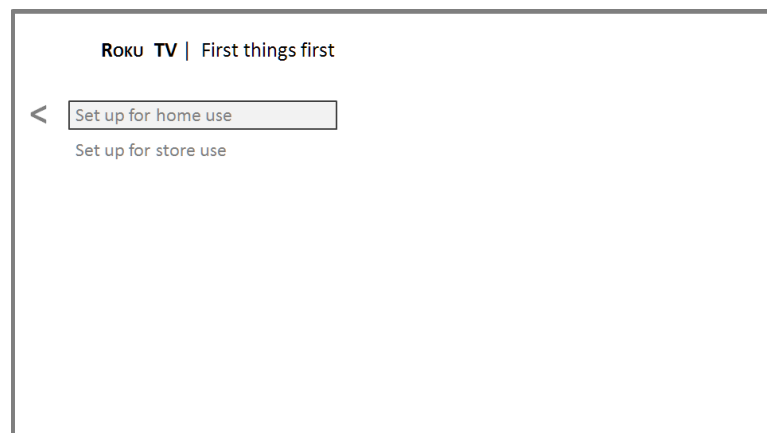 Roku TV | First things first
< Set up for home use
Set up for store use